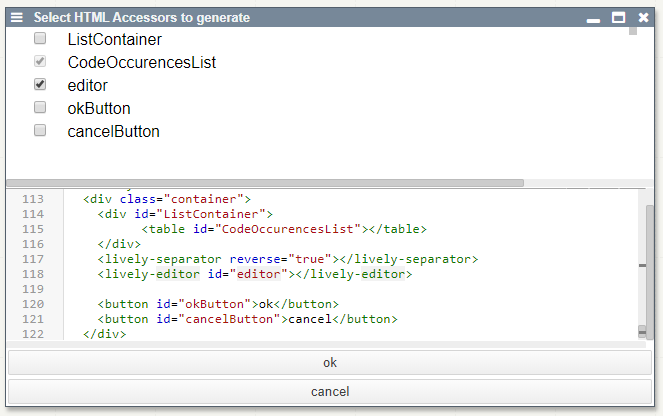 Select HTML Accessors to generate
ListContainer
CodeOccurencesList
editor
okButton
cancelButton
113 <div class="container">
114 <div id="ListContainer">
115 <table id="CodeOccurencesList"></table>
116 </div>
117 <lively-separator reverse="true"></lively-separator>
118 <lively-editor id="editor"></lively-editor>
119
120 <button id="okButton">ok</button>
121 <button id="cancelButton">cancel</button>
122 </div>
ok
cancel